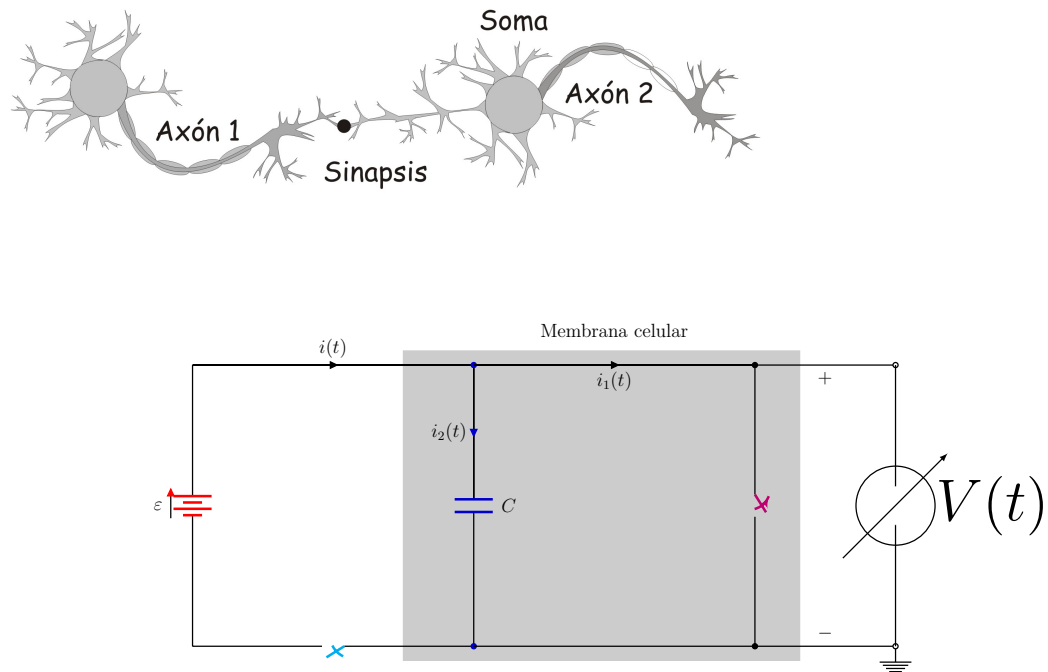 Soma
Axón 1
Axón 2
Sinapsis
Membrana celular
i(t)
i₁(t)
+
i₂(t)
ε
C
V(t)
−